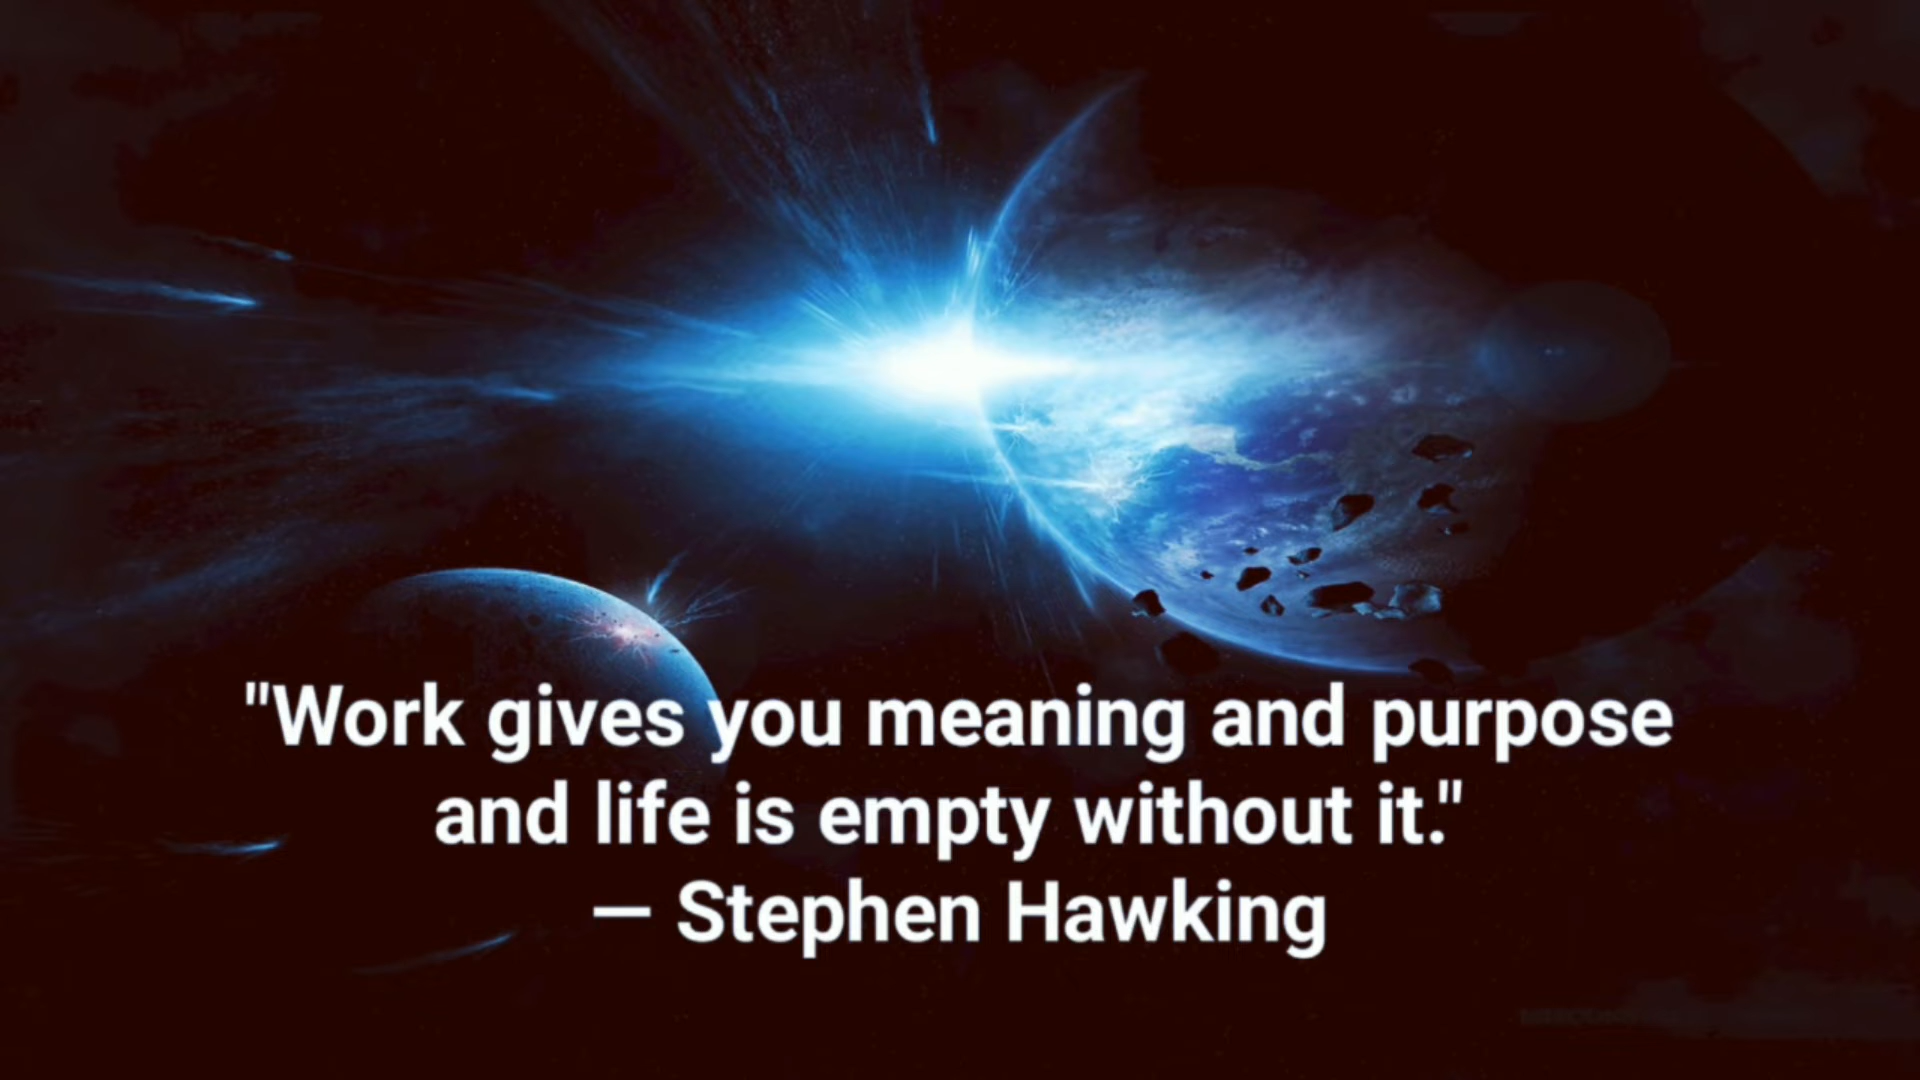 "Work gives you meaning and purpose
and life is empty without it."
— Stephen Hawking